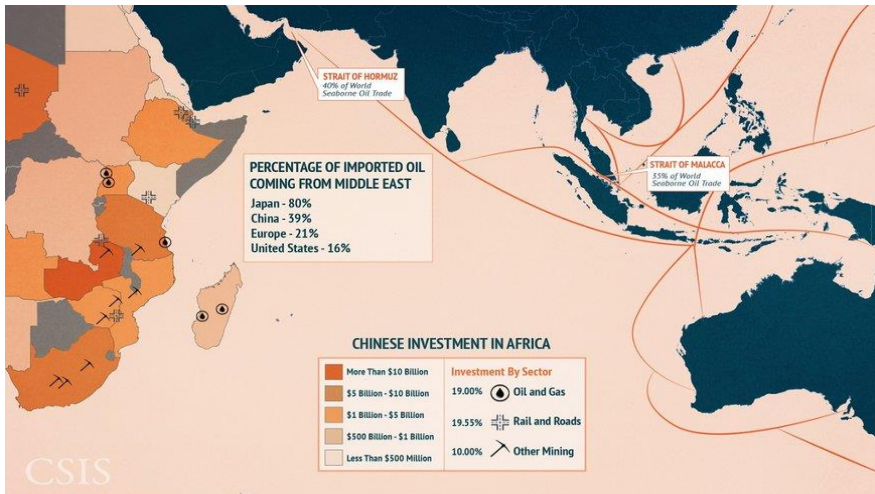 STRAIT OF HORMUZ
40% of World
Seaborne Oil Trade
STRAIT OF MALACCA
35% of World
Seaborne Oil Trade
PERCENTAGE OF IMPORTED OIL
COMING FROM MIDDLE EAST
Japan - 80%
China - 39%
Europe - 21%
United States - 16%
CHINESE INVESTMENT IN AFRICA
More Than $10 Billion
$5 Billion - $10 Billion
$1 Billion - $5 Billion
$500 Billion - $1 Billion
Less Than $500 Million
Investment By Sector
19.00% Oil and Gas
19.55% Rail and Roads
10.00% Other Mining
CSIS